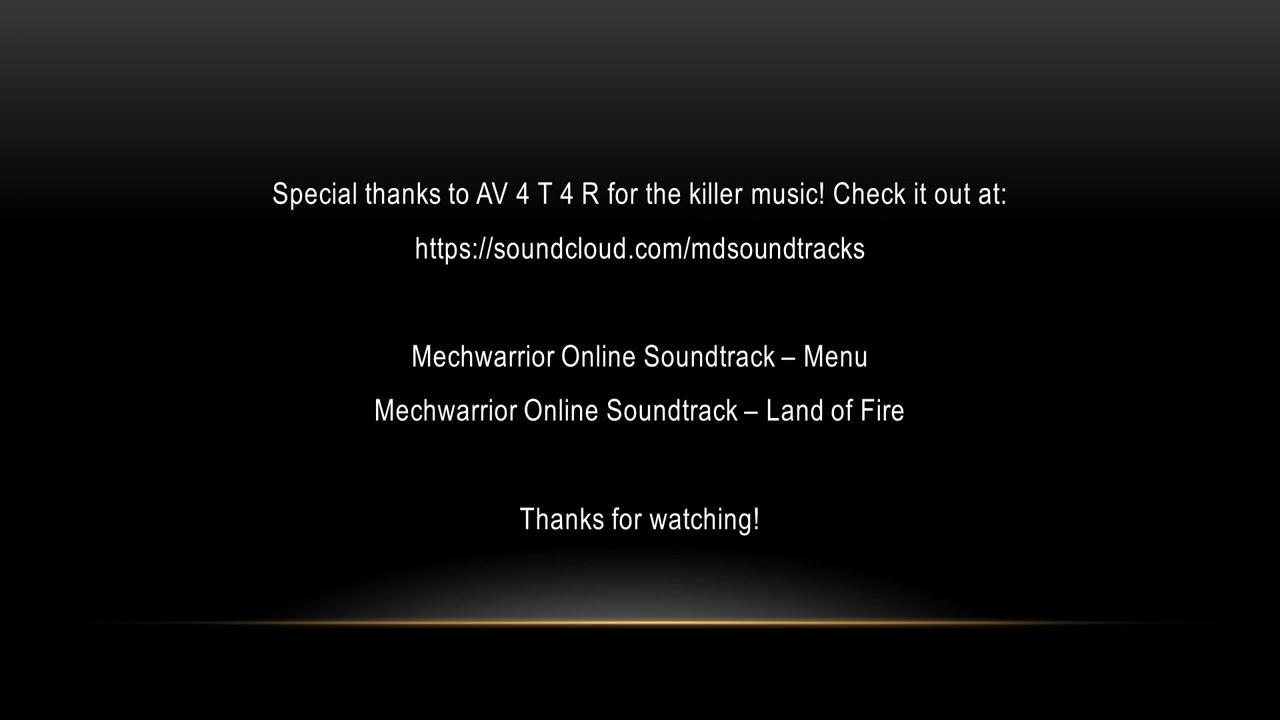 Special thanks to AV 4 T 4 R for the killer music! Check it out at:
https://soundcloud.com/mdsoundtracks
Mechwarrior Online Soundtrack – Menu
Mechwarrior Online Soundtrack – Land of Fire
Thanks for watching!